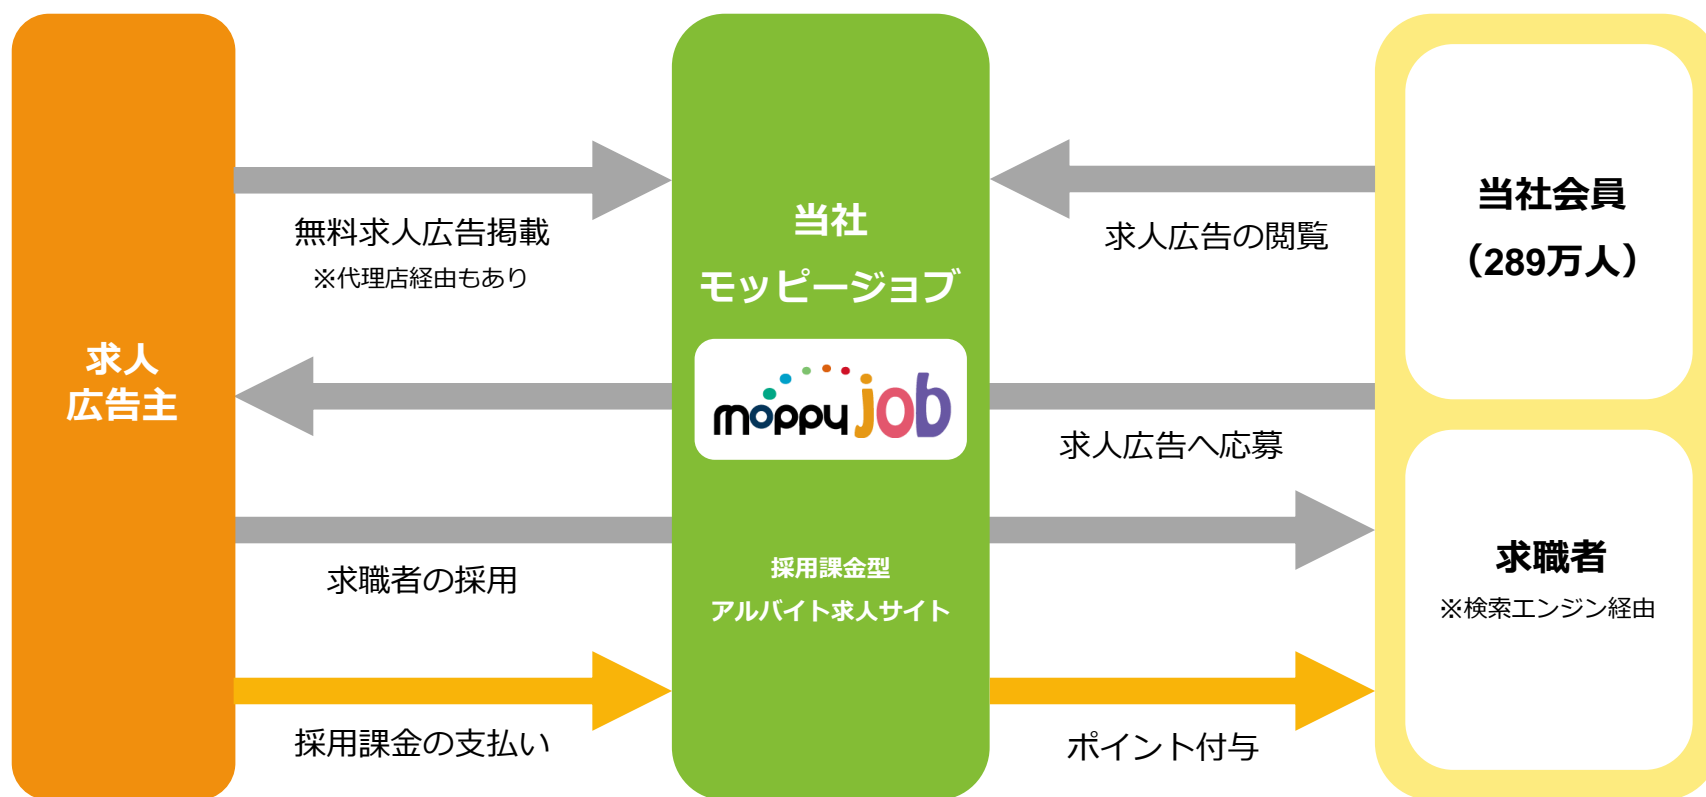 求人
広告主
無料求人広告掲載
※代理店経由もあり
求職者の採用
採用課金の支払い
当社
モッピージョブ
moppy job
採用課金型
アルバイト求人サイト
求人広告の閲覧
求人広告へ応募
ポイント付与
当社会員
（289万人）
求職者
※検索エンジン経由